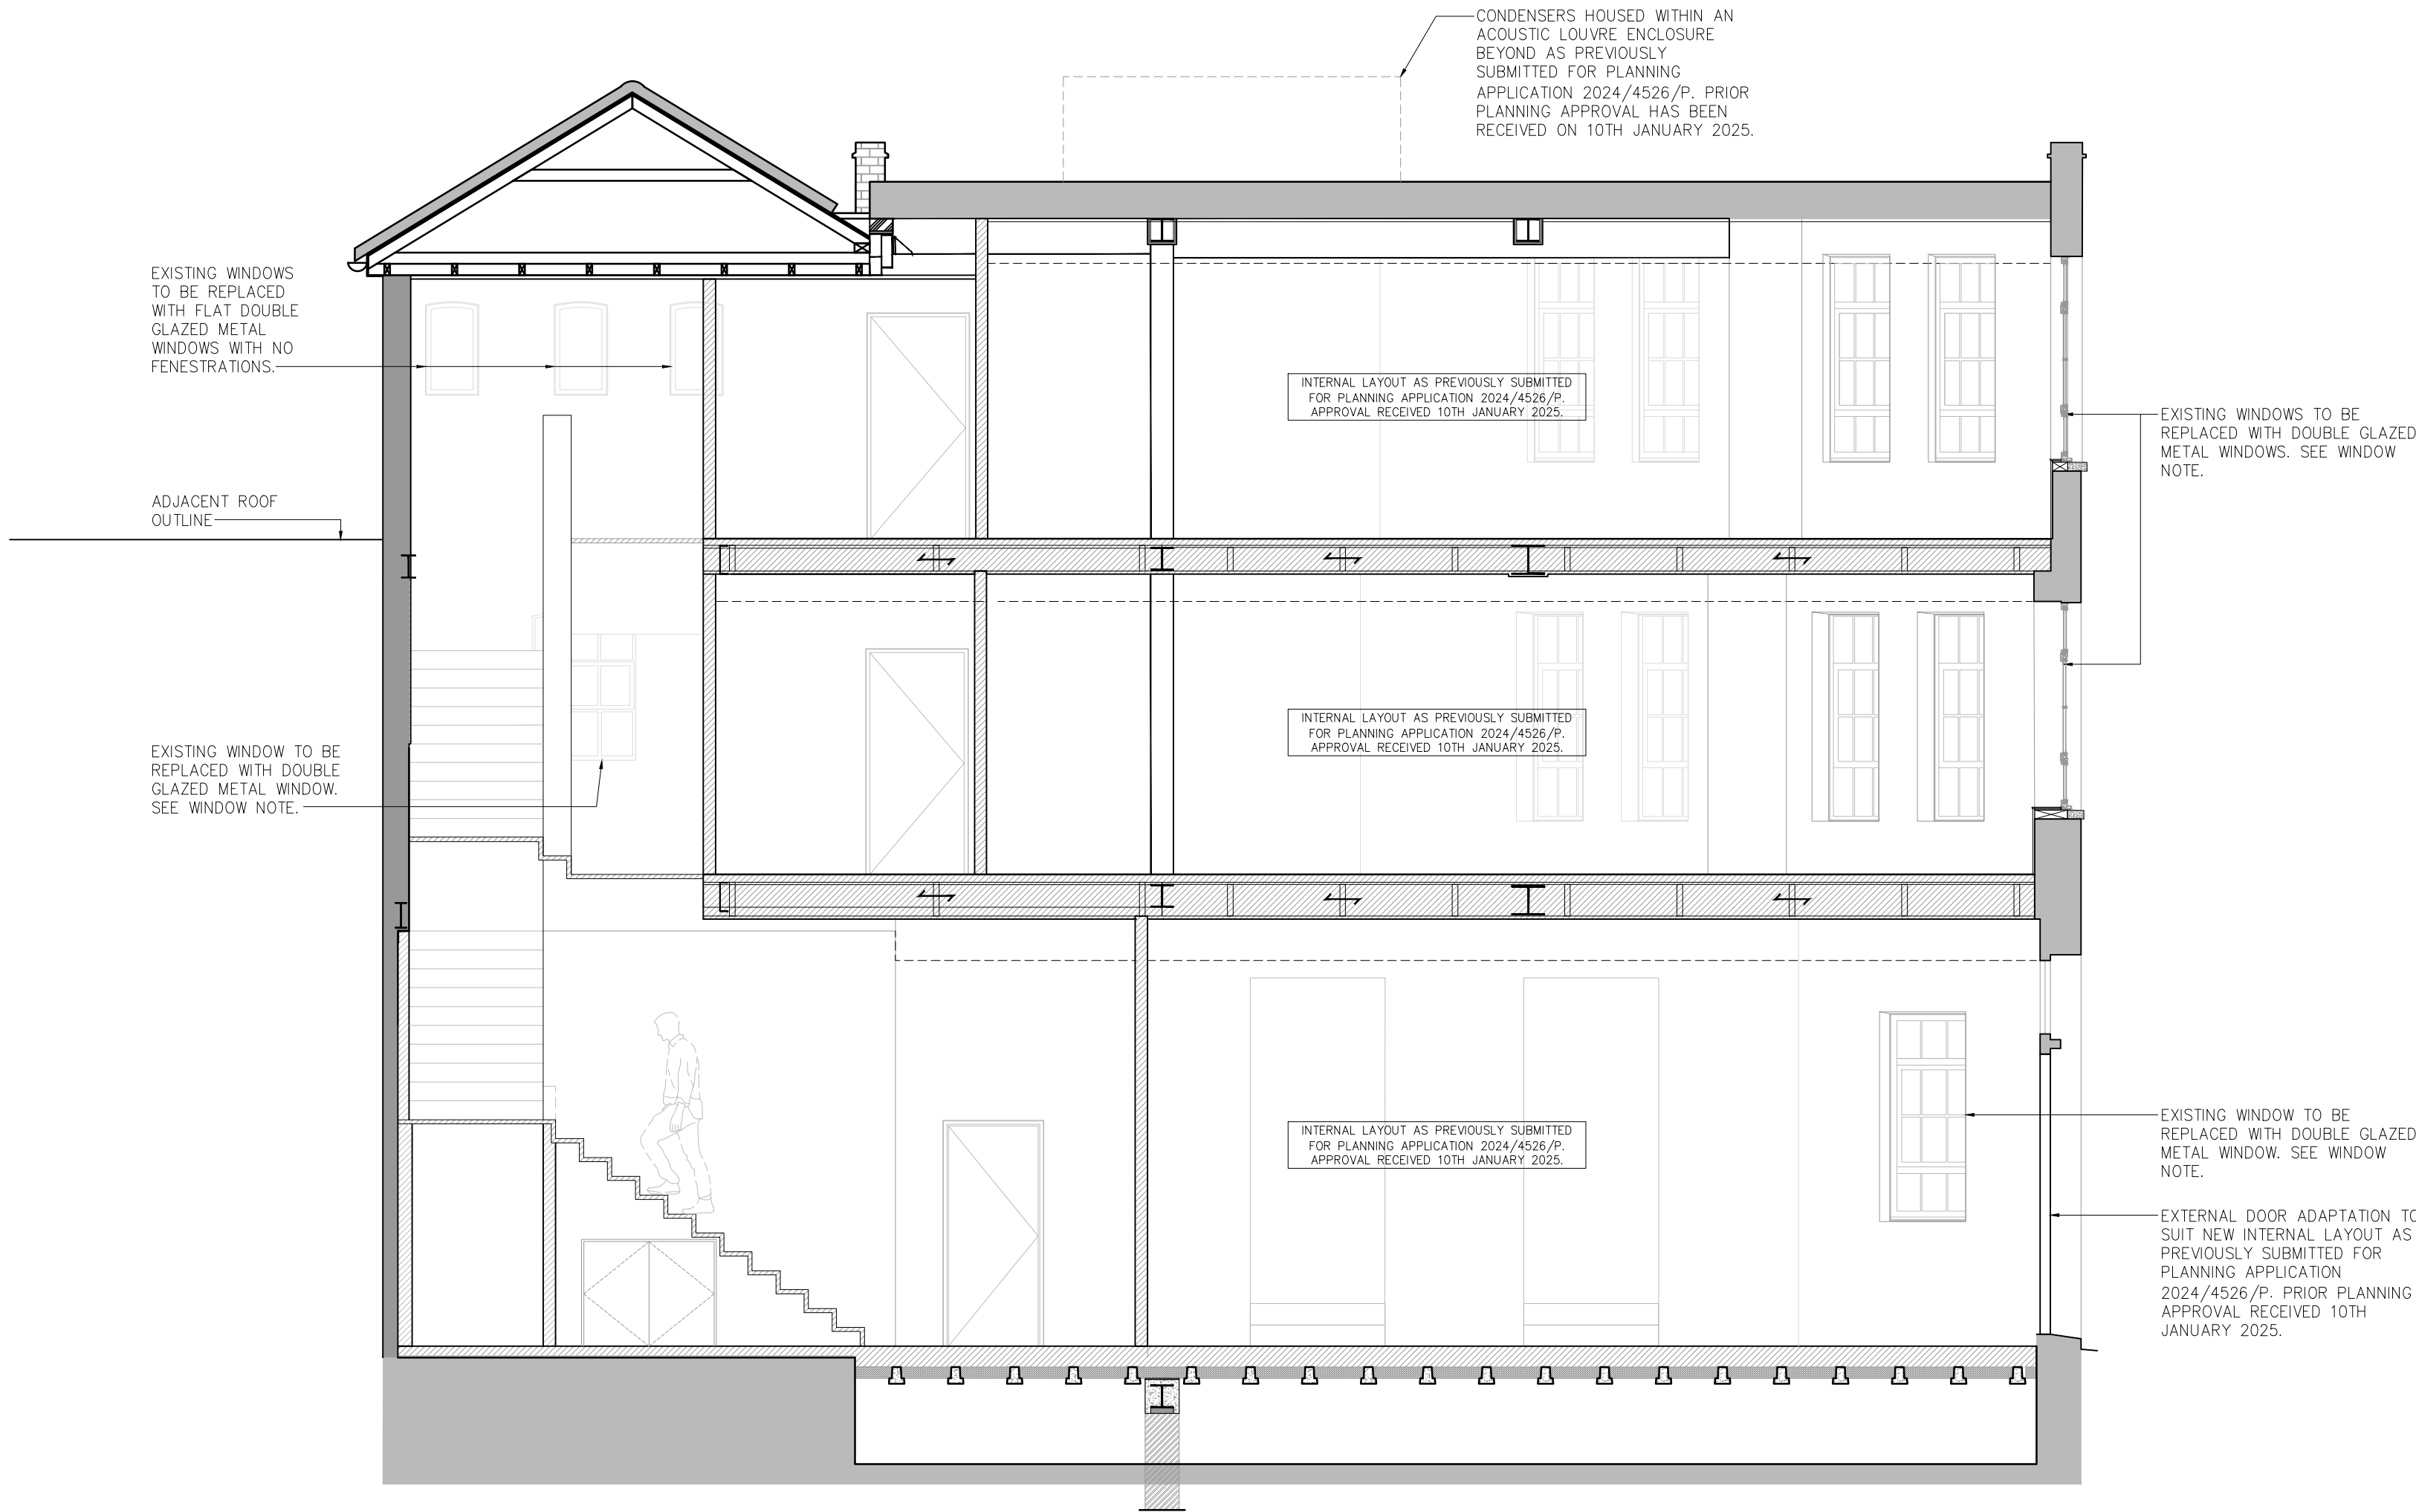 CONDENSERS HOUSED WITHIN AN
ACOUSTIC LOUVRE ENCLOSURE
BEYOND AS PREVIOUSLY
SUBMITTED FOR PLANNING
APPLICATION 2024/4526/P. PRIOR
PLANNING APPROVAL HAS BEEN
RECEIVED ON 10TH JANUARY 2025.
EXISTING WINDOWS
TO BE REPLACED
WITH FLAT DOUBLE
GLAZED METAL
WINDOWS WITH NO
FENESTRATIONS.
INTERNAL LAYOUT AS PREVIOUSLY SUBMITTED
FOR PLANNING APPLICATION 2024/4526/P.
APPROVAL RECEIVED 10TH JANUARY 2025.
EXISTING WINDOWS TO BE
REPLACED WITH DOUBLE GLAZED
METAL WINDOWS. SEE WINDOW
NOTE.
ADJACENT ROOF
OUTLINE
INTERNAL LAYOUT AS PREVIOUSLY SUBMITTED
FOR PLANNING APPLICATION 2024/4526/P.
APPROVAL RECEIVED 10TH JANUARY 2025.
EXISTING WINDOW TO BE
REPLACED WITH DOUBLE
GLAZED METAL WINDOW.
SEE WINDOW NOTE.
INTERNAL LAYOUT AS PREVIOUSLY SUBMITTED
FOR PLANNING APPLICATION 2024/4526/P.
APPROVAL RECEIVED 10TH JANUARY 2025.
EXISTING WINDOW TO BE
REPLACED WITH DOUBLE GLAZED
METAL WINDOW. SEE WINDOW
NOTE.
EXTERNAL DOOR ADAPTATION TO
SUIT NEW INTERNAL LAYOUT AS
PREVIOUSLY SUBMITTED FOR
PLANNING APPLICATION
2024/4526/P. PRIOR PLANNING
APPROVAL RECEIVED 10TH
JANUARY 2025.